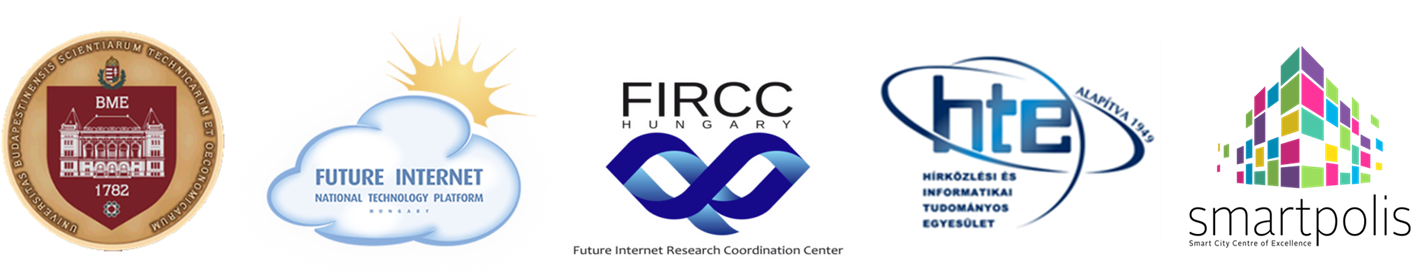 UNIVERSITAS BUDAPESTINENSIS SCIENTIARUM TECHNICARUM ET OECONOMICARUM
BME
1782
FUTURE INTERNET
NATIONAL TECHNOLOGY PLATFORM
HUNGARY
FIRCC
HUNGARY
Future Internet Research Coordination Center
hte
ALAPÍTVA 1949
HÍRKÖZLÉSI ÉS
INFORMATIKAI
TUDOMÁNYOS
EGYESÜLET
smartpolis
Smart City Centre of Excellence